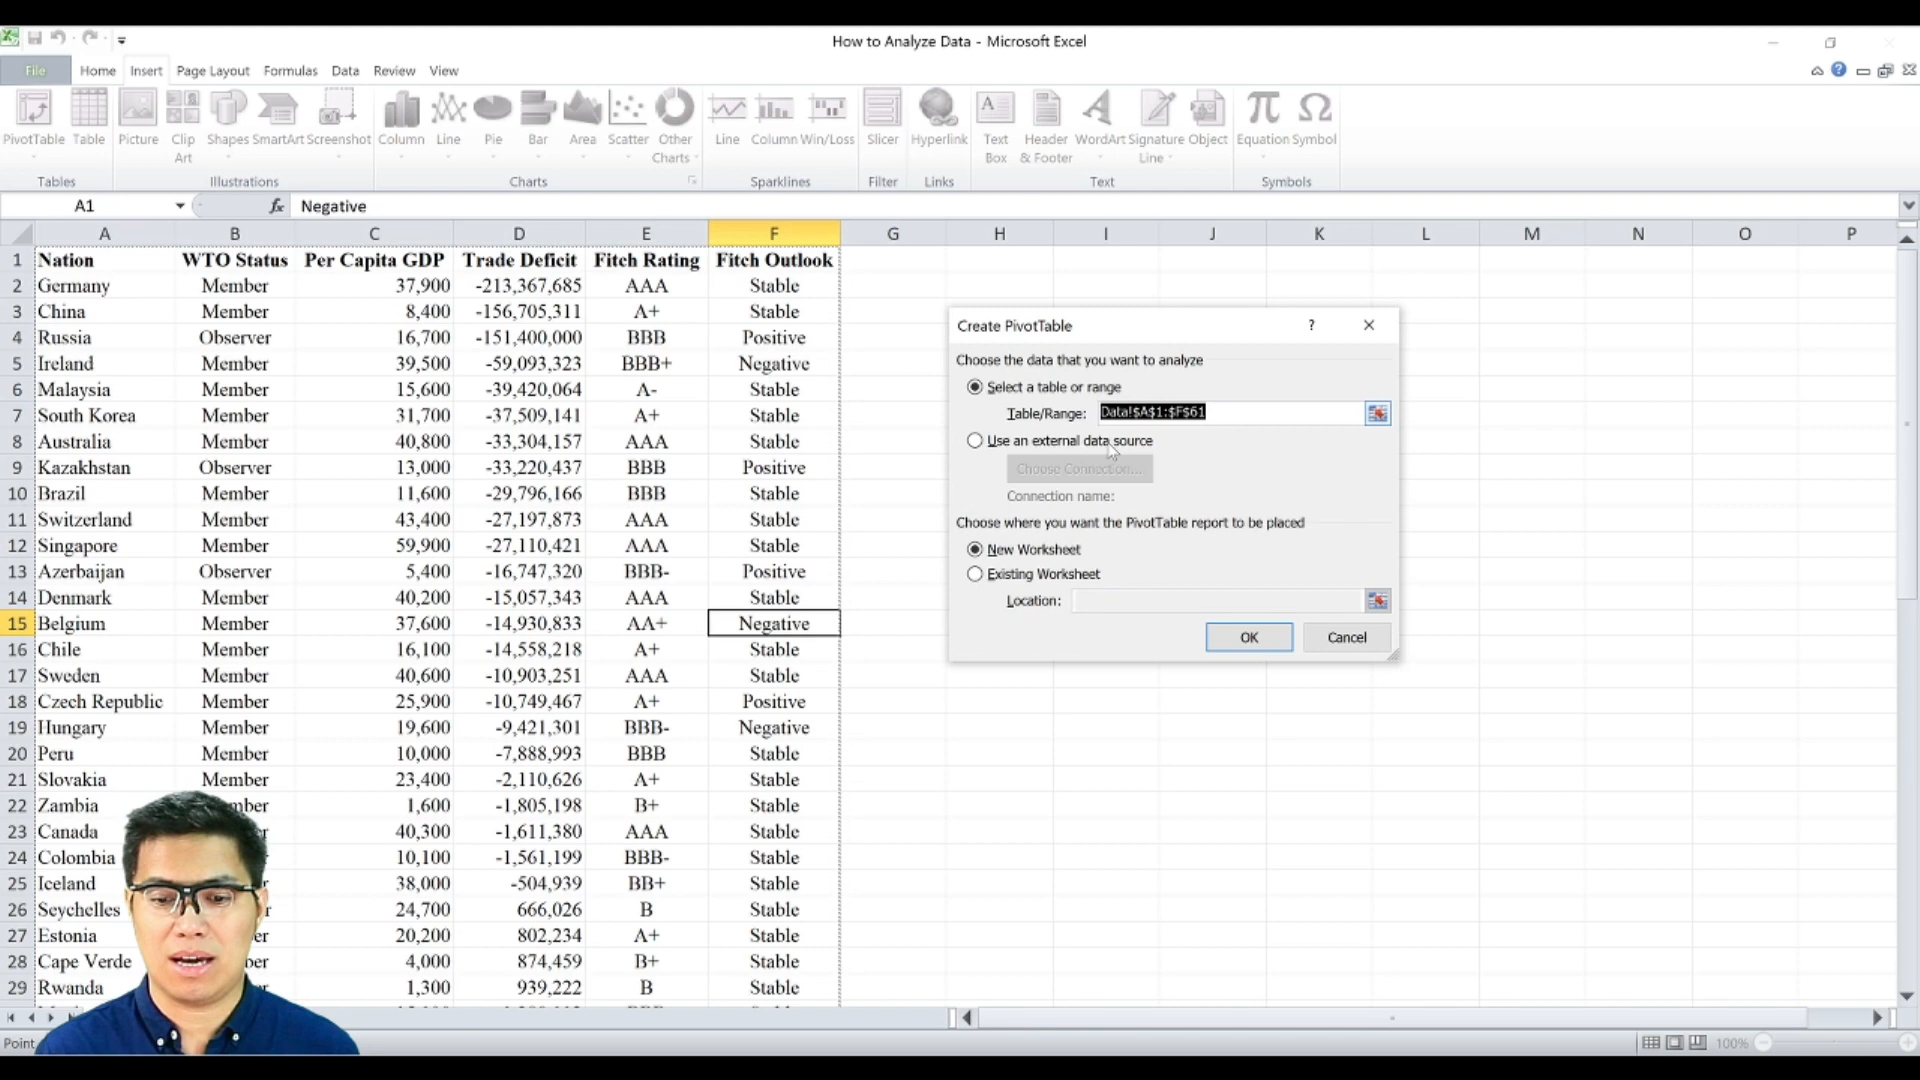 How to Analyze Data - Microsoft Excel
File Home Insert Page Layout Formulas Data Review View
PivotTable Table Picture Clip Art Shapes SmartArt Screenshot Column Line Pie Bar Area Scatter Other Charts Line Column Win/Loss Slicer Hyperlink Text Box Header & Footer WordArt Signature Line Object Equation Symbol
Tables Illustrations Charts Sparklines Filter Links Text Symbols
A1 fx Negative
A B C D E F G H I J K L M N O P
1 Nation WTO Status Per Capita GDP Trade Deficit Fitch Rating Fitch Outlook
2 Germany Member 37,900 -213,367,685 AAA Stable
3 China Member 8,400 -156,705,311 A+ Stable
4 Russia Observer 16,700 -151,400,000 BBB Positive
5 Ireland Member 39,500 -59,093,323 BBB+ Negative
6 Malaysia Member 15,600 -39,420,064 A- Stable
7 South Korea Member 31,700 -37,509,141 A+ Stable
8 Australia Member 40,800 -33,304,157 AAA Stable
9 Kazakhstan Observer 13,000 -33,220,437 BBB Positive
10 Brazil Member 11,600 -29,796,166 BBB Stable
11 Switzerland Member 43,400 -27,197,873 AAA Stable
12 Singapore Member 59,900 -27,110,421 AAA Stable
13 Azerbaijan Observer 5,400 -16,747,320 BBB- Positive
14 Denmark Member 40,200 -15,057,343 AAA Stable
15 Belgium Member 37,600 -14,930,833 AA+ Negative
16 Chile Member 16,100 -14,558,218 A+ Stable
17 Sweden Member 40,600 -10,903,251 AAA Stable
18 Czech Republic Member 25,900 -10,749,467 A+ Positive
19 Hungary Member 19,600 -9,421,301 BBB- Negative
20 Peru Member 10,000 -7,888,993 BBB Stable
21 Slovakia Member 23,400 -2,110,626 A+ Stable
22 Zambia mber 1,600 -1,805,198 B+ Stable
23 Canada r 40,300 -1,611,380 AAA Stable
24 Colombia 10,100 -1,561,199 BBB- Stable
25 Iceland r 38,000 -504,939 BB+ Stable
26 Seychelles r 24,700 666,026 B Stable
27 Estonia er 20,200 802,234 A+ Stable
28 Cape Verde ber 4,000 874,459 B+ Stable
29 Rwanda ber 1,300 939,222 B Stable
Create PivotTable ?
Choose the data that you want to analyze
Select a table or range
Table/Range: Data!$A$1:$F$61
Use an external data source
Choose Connection...
Connection name:
Choose where you want the PivotTable report to be placed
New Worksheet
Existing Worksheet
Location:
OK Cancel
Point 100%